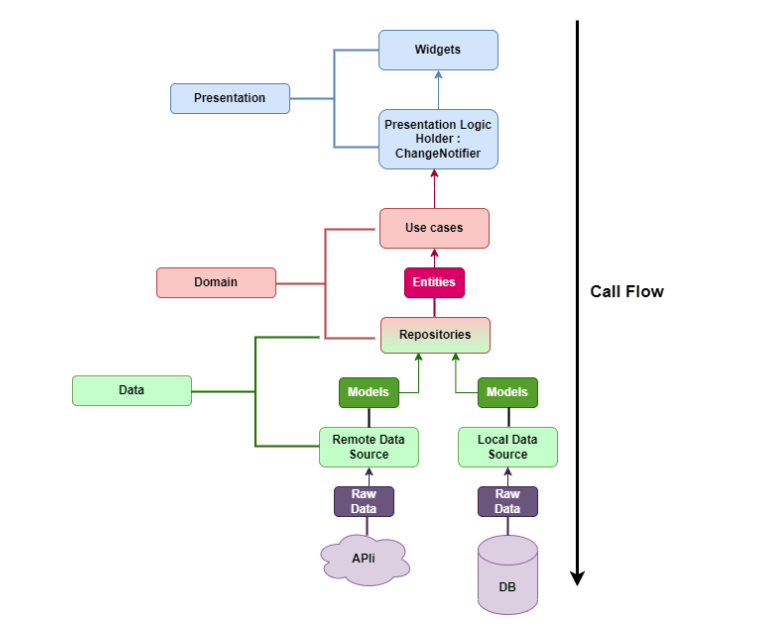 Widgets
Presentation
Presentation Logic
Holder :
ChangeNotifier
Use cases
Domain
Entities
Call Flow
Repositories
Data
Models
Models
Remote Data
Source
Local Data
Source
Raw
Data
Raw
Data
APIi
DB